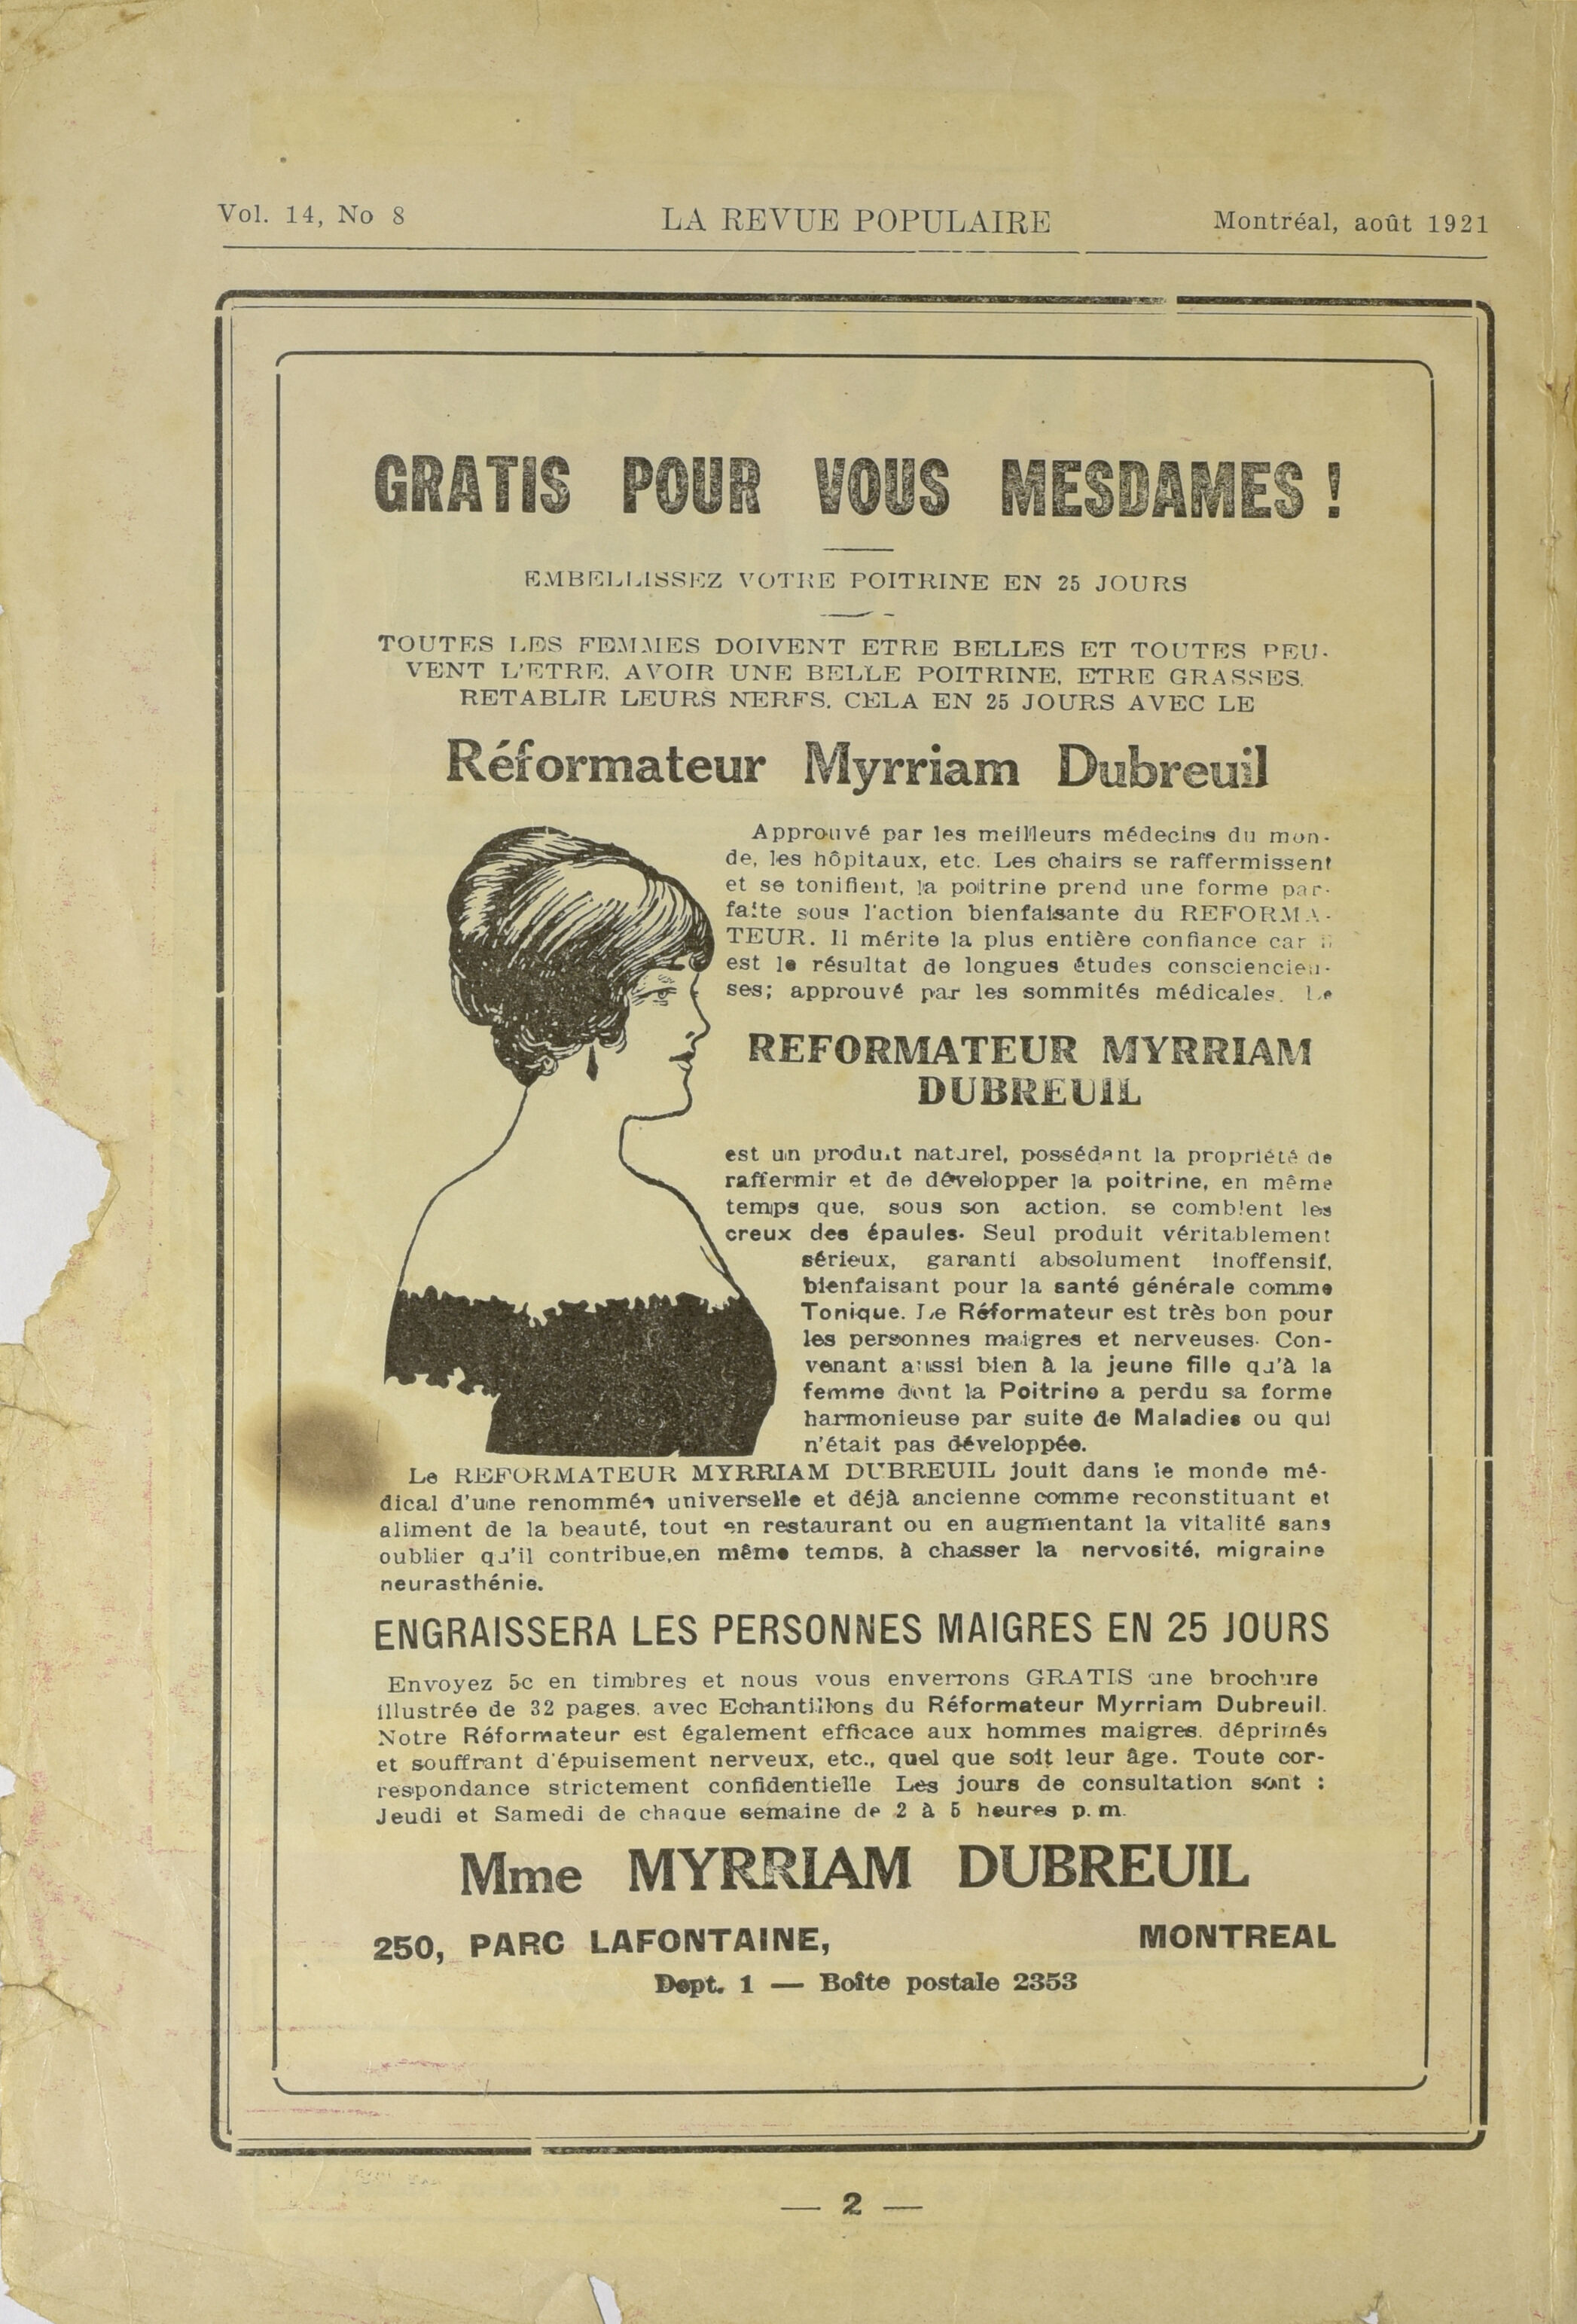 Vol. 14, No 8 LA REVUE POPULAIRE Montréal, août 1921
GRATIS POUR VOUS MESDAMES !
EMBELLISSEZ VOTRE POITRINE EN 25 JOURS
TOUTES LES FEMMES DOIVENT ETRE BELLES ET TOUTES PEU-
VENT L'ETRE, AVOIR UNE BELLE POITRINE, ETRE GRASSES,
RETABLIR LEURS NERFS. CELA EN 25 JOURS AVEC LE
Réformateur Myrriam Dubreuil
Approuvé par les meilleurs médecins du mon-
de, les hôpitaux, etc. Les chairs se raffermissent
et se tonifient, la poitrine prend une forme par-
faite sous l'action bienfaisante du REFORMA-
TEUR. Il mérite la plus entière confiance car il
est le résultat de longues études consciencieu-
ses; approuvé par les sommités médicales. Le
REFORMATEUR MYRRIAM
DUBREUIL
est un produit naturel, possédant la propriété de
raffermir et de développer la poitrine, en même
temps que, sous son action, se comblent les
creux des épaules. Seul produit véritablement
sérieux, garanti absolument inoffensif,
bienfaisant pour la santé générale comme
Tonique. Le Réformateur est très bon pour
les personnes maigres et nerveuses. Con-
venant aussi bien à la jeune fille qu'à la
femme dont la Poitrine a perdu sa forme
harmonieuse par suite de Maladies ou qui
n'était pas développée.
Le REFORMATEUR MYRRIAM DUBREUIL jouit dans le monde mé-
dical d'une renommée universelle et déjà ancienne comme reconstituant et
aliment de la beauté, tout en restaurant ou en augmentant la vitalité sans
oublier qu'il contribue,en même temps, à chasser la nervosité, migraine
neurasthénie.
ENGRAISSERA LES PERSONNES MAIGRES EN 25 JOURS
Envoyez 5c en timbres et nous vous enverrons GRATIS une brochure
illustrée de 32 pages, avec Echantillons du Réformateur Myrriam Dubreuil.
Notre Réformateur est également efficace aux hommes maigres, déprimés
et souffrant d'épuisement nerveux, etc., quel que soit leur âge. Toute cor-
respondance strictement confidentielle Les jours de consultation sont :
Jeudi et Samedi de chaque semaine de 2 à 5 heures p. m.
Mme MYRRIAM DUBREUIL
250, PARC LAFONTAINE, MONTREAL
Dept. 1 — Boîte postale 2353
— 2 —